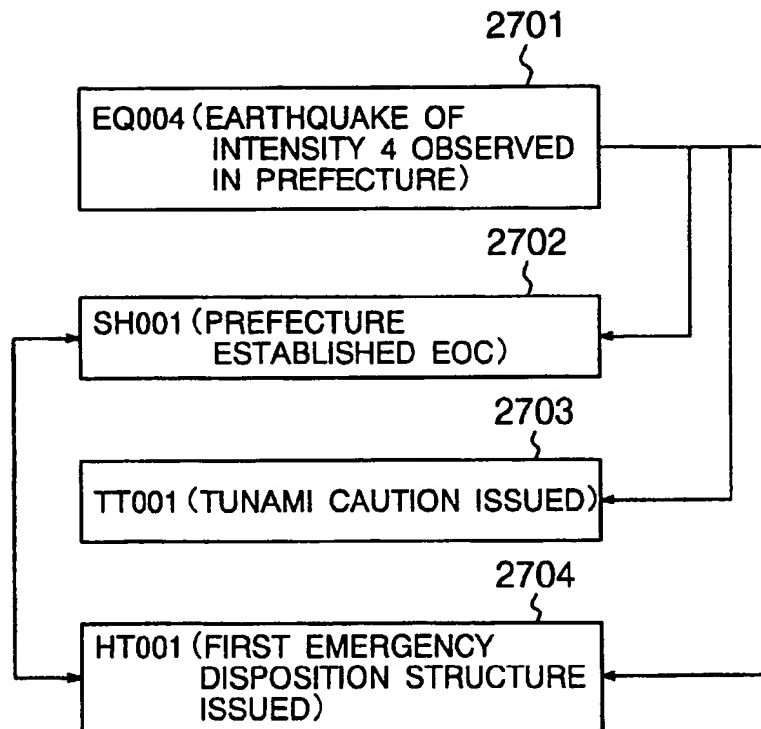 2701
EQ004 (EARTHQUAKE OF
INTENSITY 4 OBSERVED
IN PREFECTURE)
2702
SH001 (PREFECTURE
ESTABLISHED EOC)
2703
TT001 (TUNAMI CAUTION ISSUED)
2704
HT001 (FIRST EMERGENCY
DISPOSITION STRUCTURE
ISSUED)